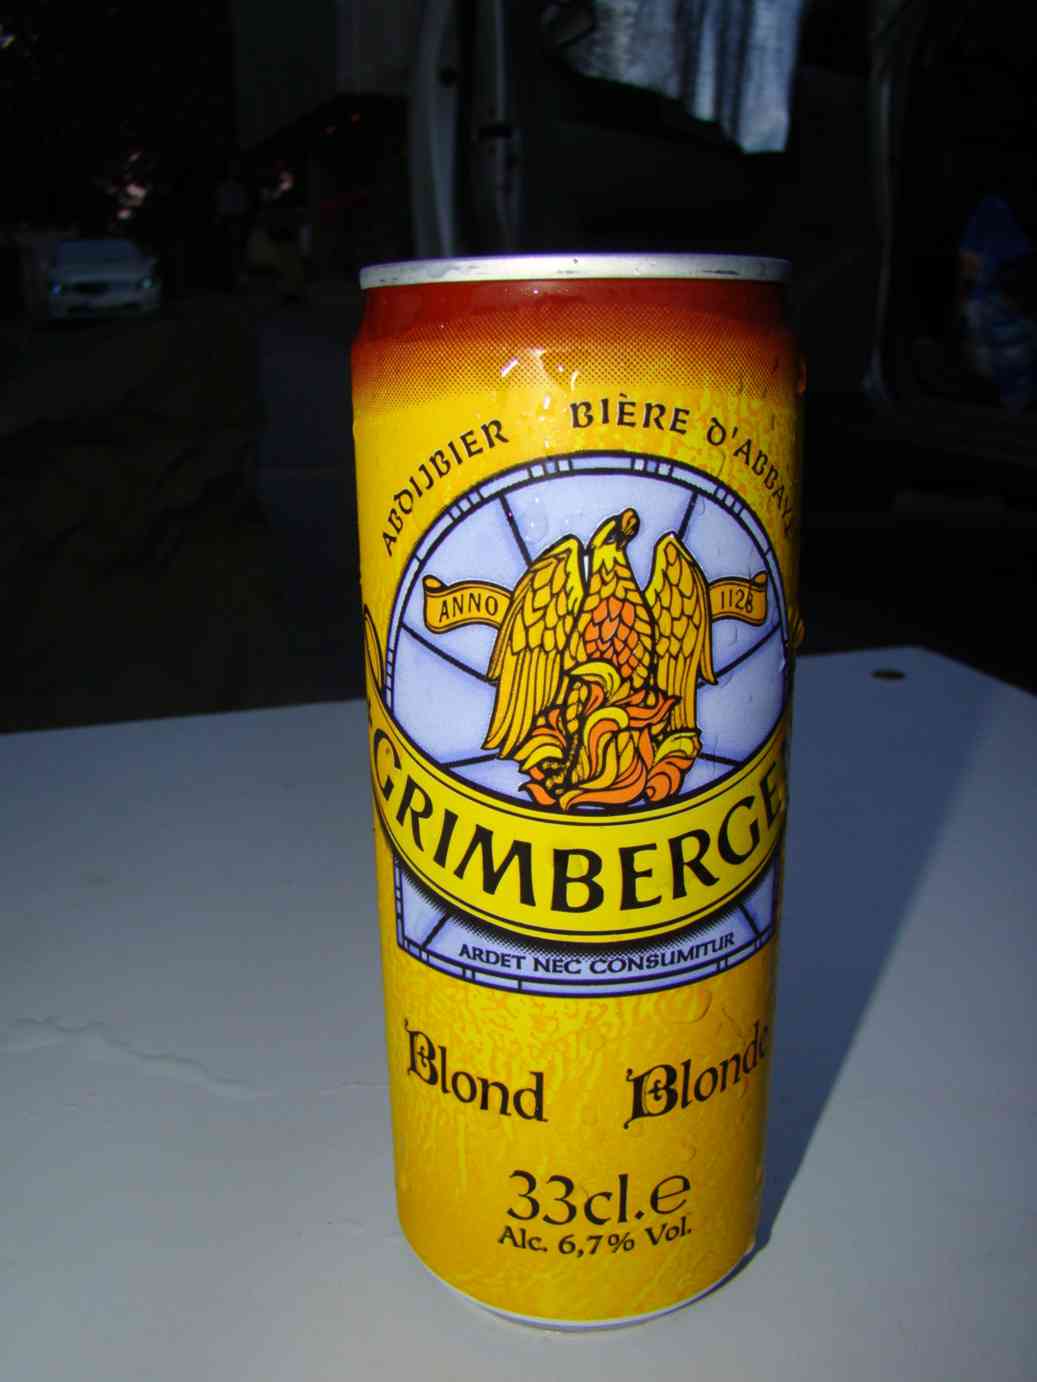 ABDIJBIER BIÈRE D'ABBAYE
ANNO 1128
GRIMBERGEN
ARDET NEC CONSUMITUR
Blond Blonde
33cl.e
Alc. 6,7% Vol.